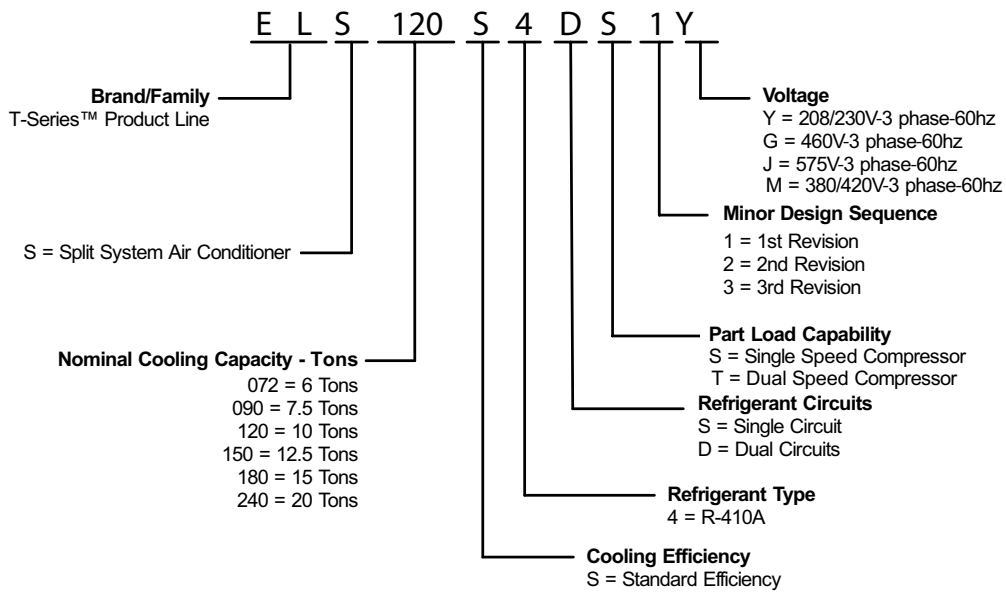 E L S 120 S 4 D S 1 Y
Brand/Family
T-Series™ Product Line
S = Split System Air Conditioner
Nominal Cooling Capacity - Tons
072 = 6 Tons
090 = 7.5 Tons
120 = 10 Tons
150 = 12.5 Tons
180 = 15 Tons
240 = 20 Tons
Voltage
Y = 208/230V-3 phase-60hz
G = 460V-3 phase-60hz
J = 575V-3 phase-60hz
M = 380/420V-3 phase-60hz
Minor Design Sequence
1 = 1st Revision
2 = 2nd Revision
3 = 3rd Revision
Part Load Capability
S = Single Speed Compressor
T = Dual Speed Compressor
Refrigerant Circuits
S = Single Circuit
D = Dual Circuits
Refrigerant Type
4 = R-410A
Cooling Efficiency
S = Standard Efficiency